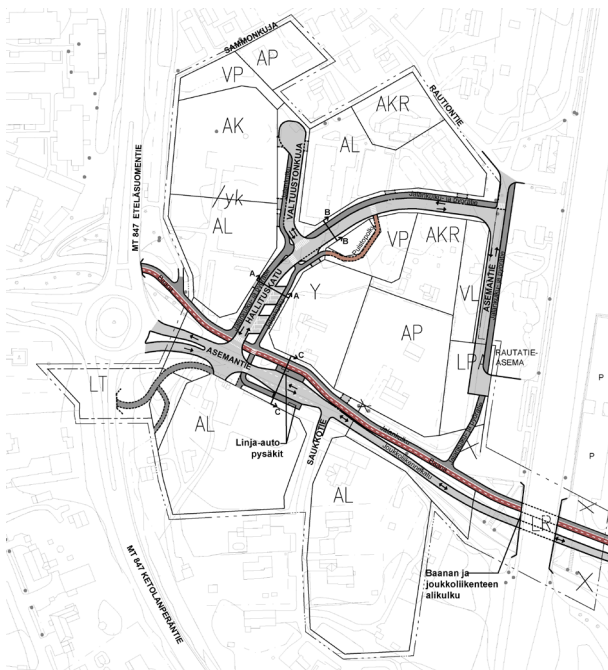 SAMMONKUJA
AP
VP
AK
AKR
RAUTIONTIE
AL
MT 847 ETELÄSUOMENTIE
/yk
AL
VALTUUSTONKUJA
B
B
Puistopolku
VP
AKR
ASEMANTIE
VL
A
A
HALLITUSKATU
Y
AP
LPA
RAUTATIE-
ASEMA
ASEMANTIE
C
C
LT
AL
Linja-auto
pysäkit
SAUKKOTIE
AL
P
P
Joukkoliikennekatu
LR
MT 847 KETOLANPERÄNTIE
Baanan ja
joukkoliikenteen
alikulku